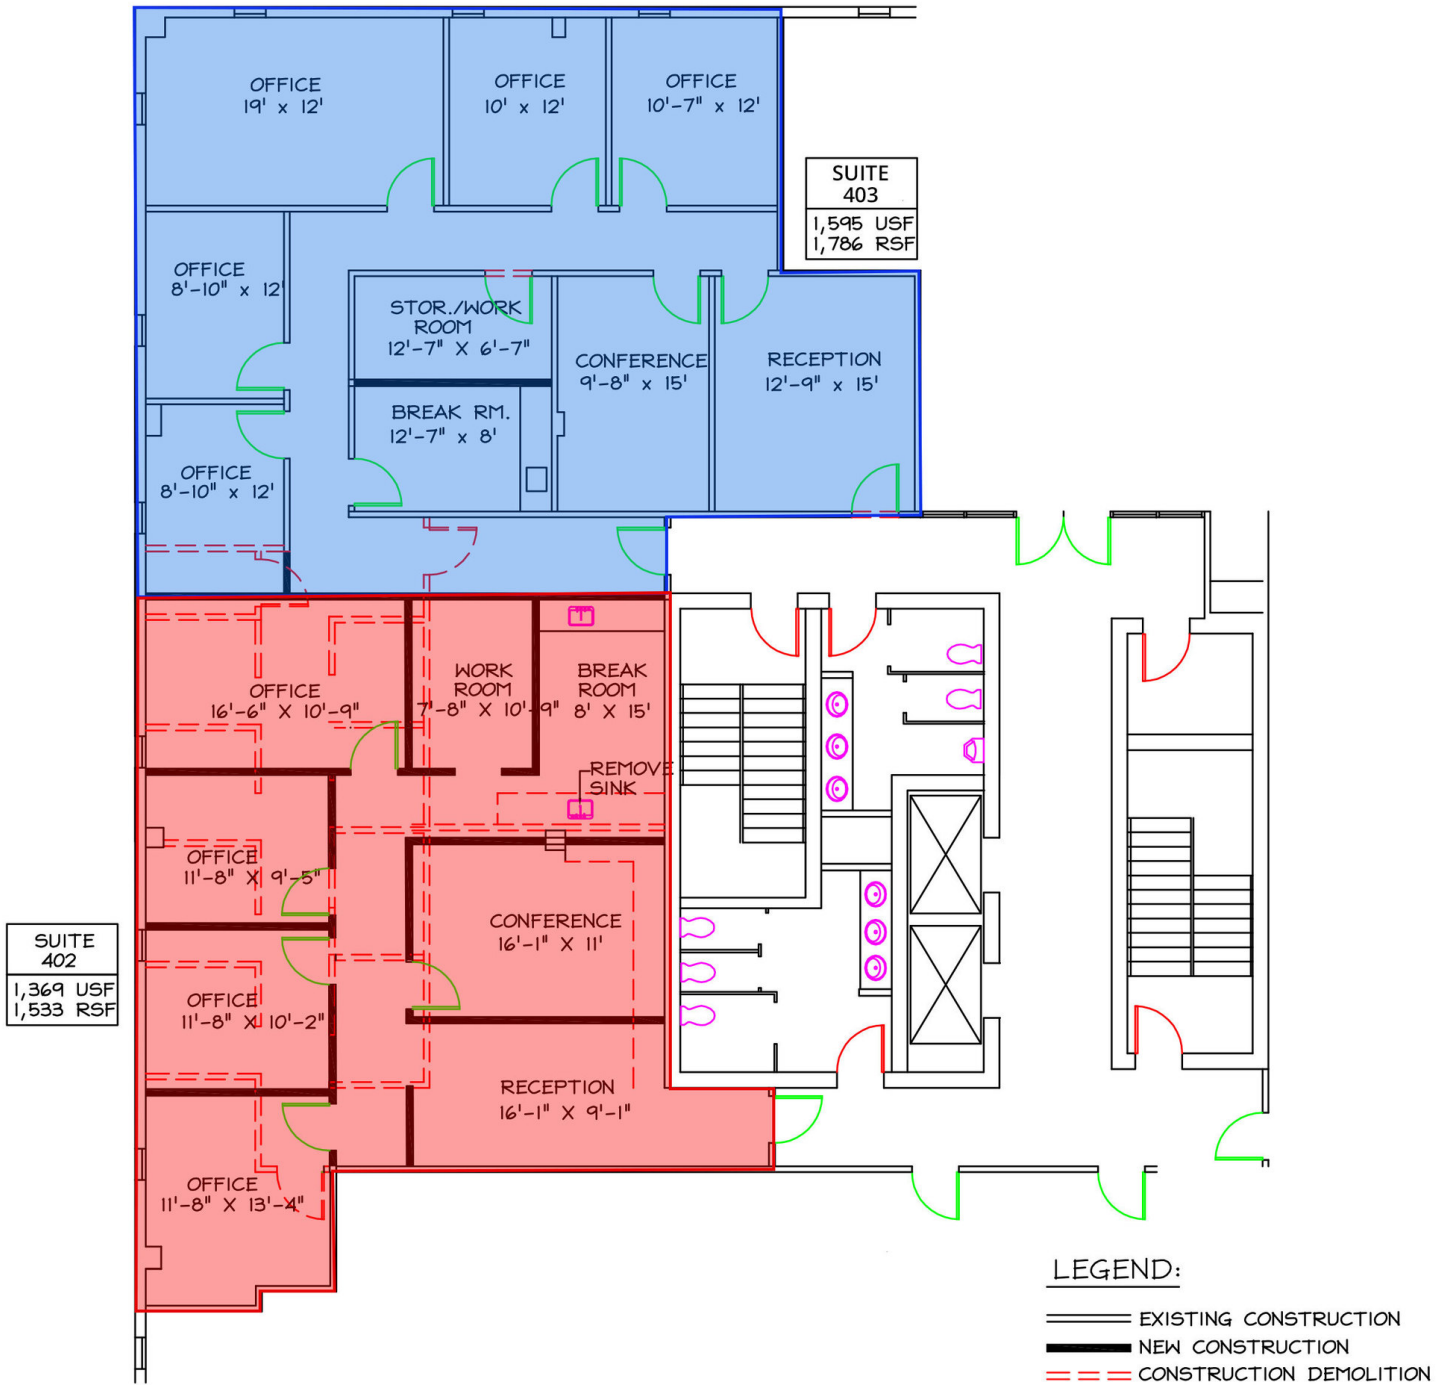 OFFICE
19' x 12'
OFFICE
10' x 12'
OFFICE
10'-7" x 12'
SUITE
403
1,595 USF
1,786 RSF
OFFICE
8'-10" x 12'
STOR./WORK
ROOM
12'-7" X 6'-7"
CONFERENCE
9'-8" x 15'
RECEPTION
12'-9" x 15'
BREAK RM.
12'-7" x 8'
OFFICE
8'-10" x 12'
OFFICE
16'-6" X 10'-9"
WORK
ROOM
7'-8" X 10'-9"
BREAK
ROOM
8' X 15'
REMOVE
SINK
OFFICE
11'-8" X 9'-5"
CONFERENCE
16'-1" X 11'
SUITE
402
1,369 USF
1,533 RSF
OFFICE
11'-8" X 10'-2"
RECEPTION
16'-1" X 9'-1"
OFFICE
11'-8" X 13'-4"
LEGEND:
EXISTING CONSTRUCTION
NEW CONSTRUCTION
CONSTRUCTION DEMOLITION